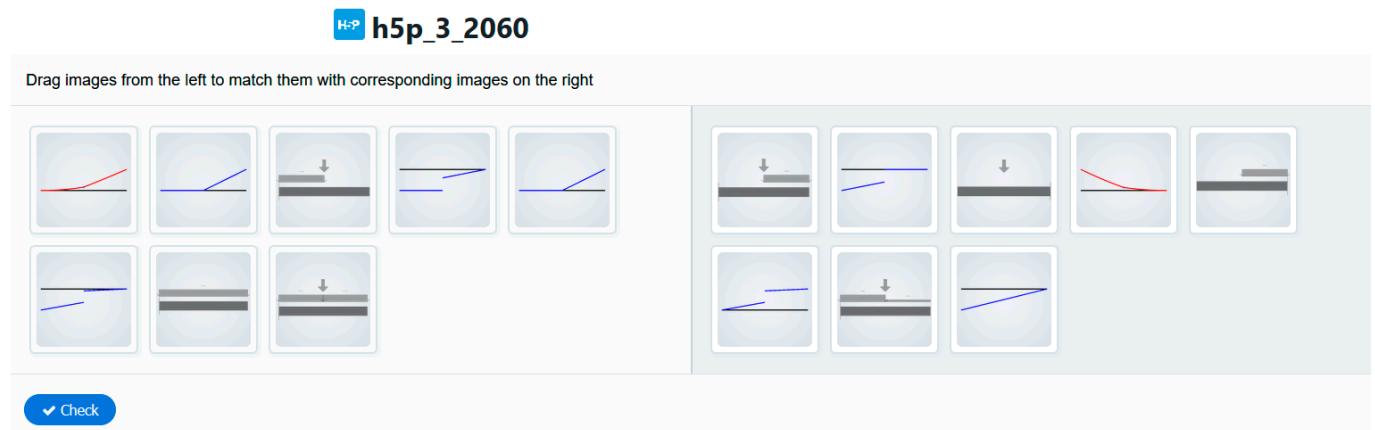 H-P h5p_3_2060
Drag images from the left to match them with corresponding images on the right
Check